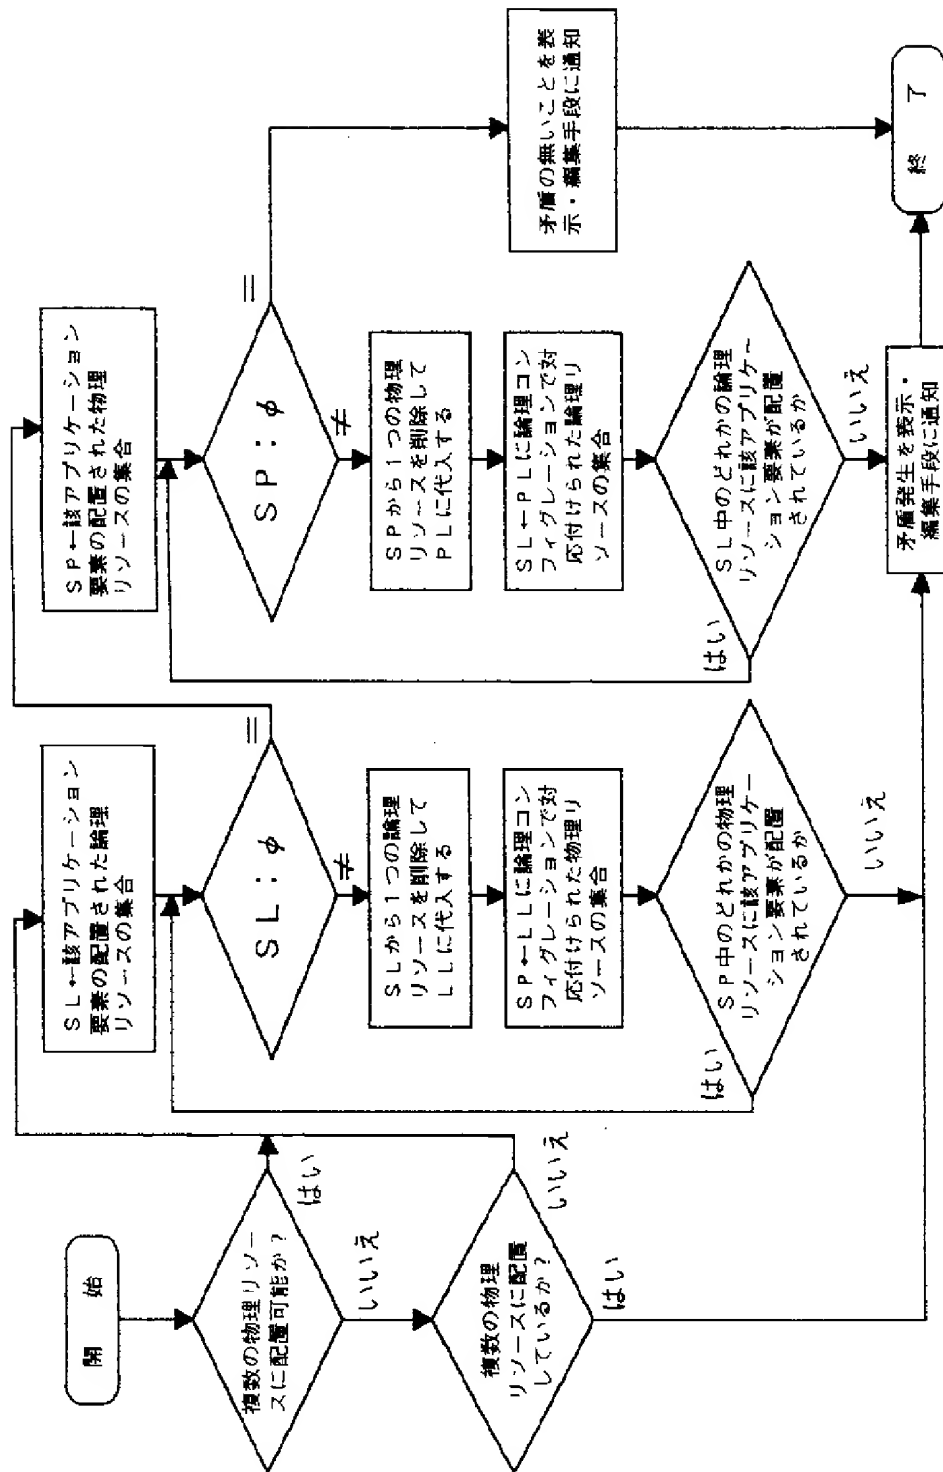 開　始
複数の物理リソー
スに配置可能か？
はい
いいえ
複数の物理
リソースに配置
しているか？
いいえ
はい
ＳＬ←該アプリケーション
要素の配置された論理
リソースの集合
ＳＬ：φ
＝
≠
ＳＬから１つの論理
リソースを削除して
ＬＬに代入する
ＳＰ←ＬＬに論理コン
フィグレーションで対
応付けられた物理リ
ソースの集合
ＳＰ中のどれかの物理
リソースに該アプリケー
ション要素が配置
されているか
はい
いいえ
ＳＰ←該アプリケーション
要素の配置された物理
リソースの集合
ＳＰ：φ
＝
≠
ＳＰから１つの物理
リソースを削除して
ＰＬに代入する
ＳＬ←ＰＬに論理コン
フィグレーションで対
応付けられた論理リ
ソースの集合
ＳＬ中のどれかの論理
リソースに該アプリケー
ション要素が配置
されているか
はい
いいえ
矛盾の無いことを表
示・編集手段に通知
矛盾発生を表示・
編集手段に通知
終　了